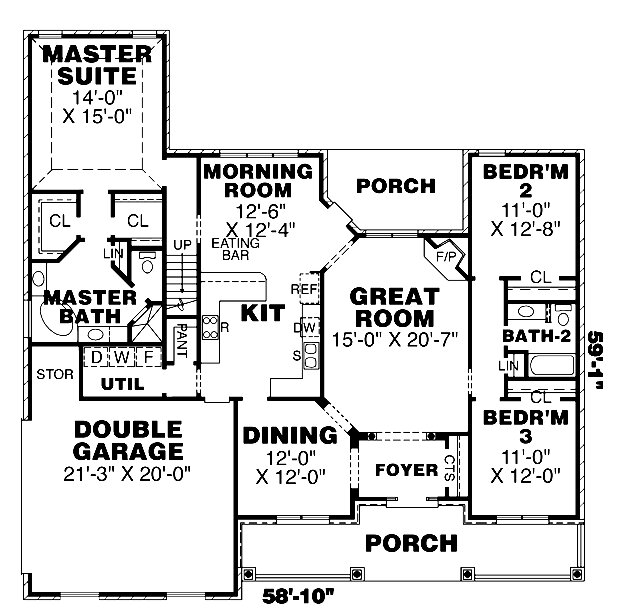 MASTER
SUITE
14'-0"
X 15'-0"
MORNING
ROOM
12'-6"
X 12'-4"
PORCH
BEDR'M
2
11'-0"
X 12'-8"
CL
CL
LIN
UP
EATING
BAR
F/P
CL
MASTER
BATH
KIT
REF
GREAT
ROOM
15'-0" X 20'-7"
R
DW
S
BATH-2
LIN
59'-1"
STOR
D W F
UTIL
PANT
CL
BEDR'M
3
11'-0"
X 12'-0"
DOUBLE
GARAGE
21'-3" X 20'-0"
DINING
12'-0"
X 12'-0"
FOYER
CTS
PORCH
58'-10"